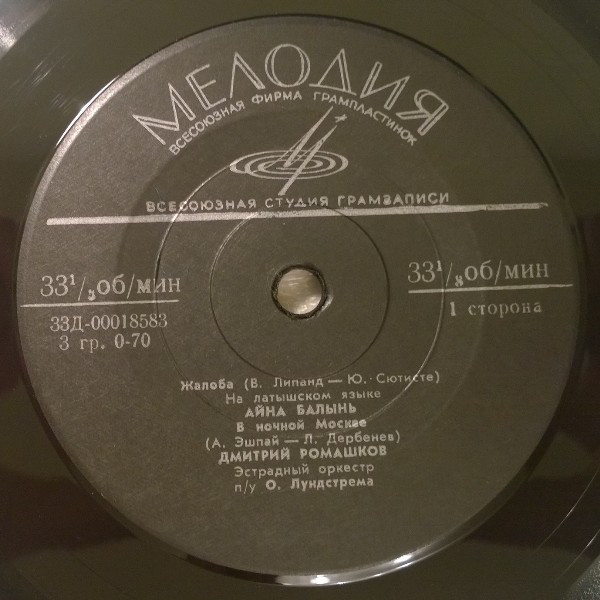 МЕЛОДИЯ
ВСЕСОЮЗНАЯ ФИРМА ГРАМПЛАСТИНОК
ВСЕСОЮЗНАЯ СТУДИЯ ГРАМЗАПИСИ
33¹/₃об/мин
33¹/₃об/мин
33Д-00018583
3 гр. 0-70
1 сторона
Жалоба (В. Липанд — Ю. Сютисте)
На латышском языке
АЙНА БАЛЫНЬ
В ночной Москве
(А. Эшпай — Л. Дербенев)
ДМИТРИЙ РОМАШКОВ
Эстрадный оркестр
п/у О. Лундстрема